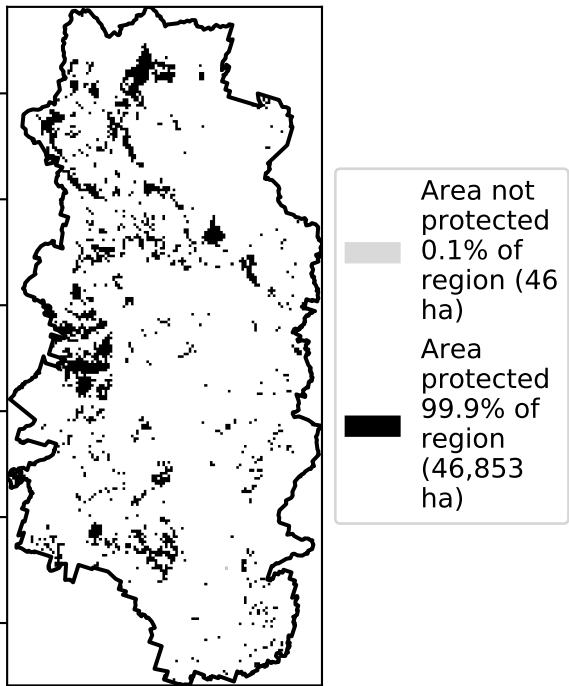 Area not
protected
0.1% of
region (46
ha)
Area
protected
99.9% of
region
(46,853
ha)